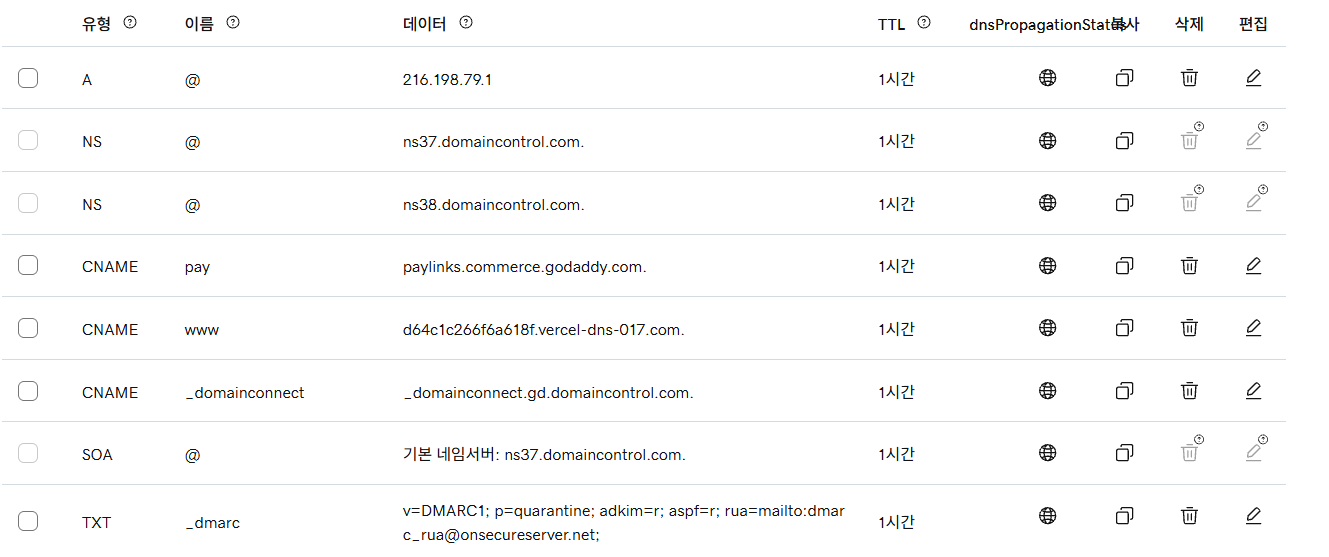 유형 이름 데이터 TTL dnsPropagationStatus 복사 삭제 편집
A @ 216.198.79.1 1시간
NS @ ns37.domaincontrol.com. 1시간
NS @ ns38.domaincontrol.com. 1시간
CNAME pay paylinks.commerce.godaddy.com. 1시간
CNAME www d64c1c266f6a618f.vercel-dns-017.com. 1시간
CNAME _domainconnect _domainconnect.gd.domaincontrol.com. 1시간
SOA @ 기본 네임서버: ns37.domaincontrol.com. 1시간
TXT _dmarc v=DMARC1; p=quarantine; adkim=r; aspf=r; rua=mailto:dmar 1시간
c_rua@onsecureserver.net;